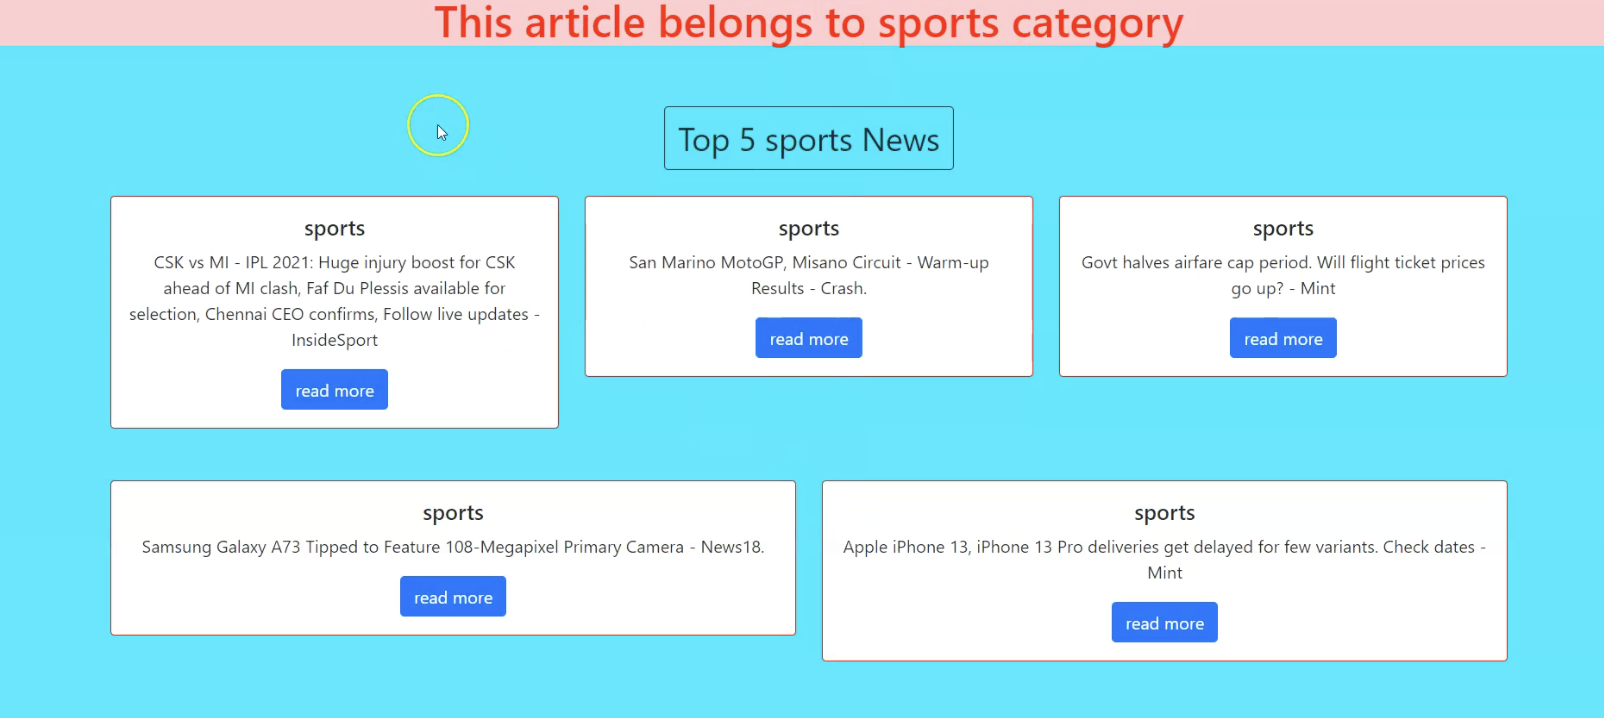 This article belongs to sports category
Top 5 sports News
sports
CSK vs MI - IPL 2021: Huge injury boost for CSK
ahead of MI clash, Faf Du Plessis available for
selection, Chennai CEO confirms, Follow live updates -
InsideSport
read more
sports
San Marino MotoGP, Misano Circuit - Warm-up
Results - Crash.
read more
sports
Govt halves airfare cap period. Will flight ticket prices
go up? - Mint
read more
sports
Samsung Galaxy A73 Tipped to Feature 108-Megapixel Primary Camera - News18.
read more
sports
Apple iPhone 13, iPhone 13 Pro deliveries get delayed for few variants. Check dates -
Mint
read more